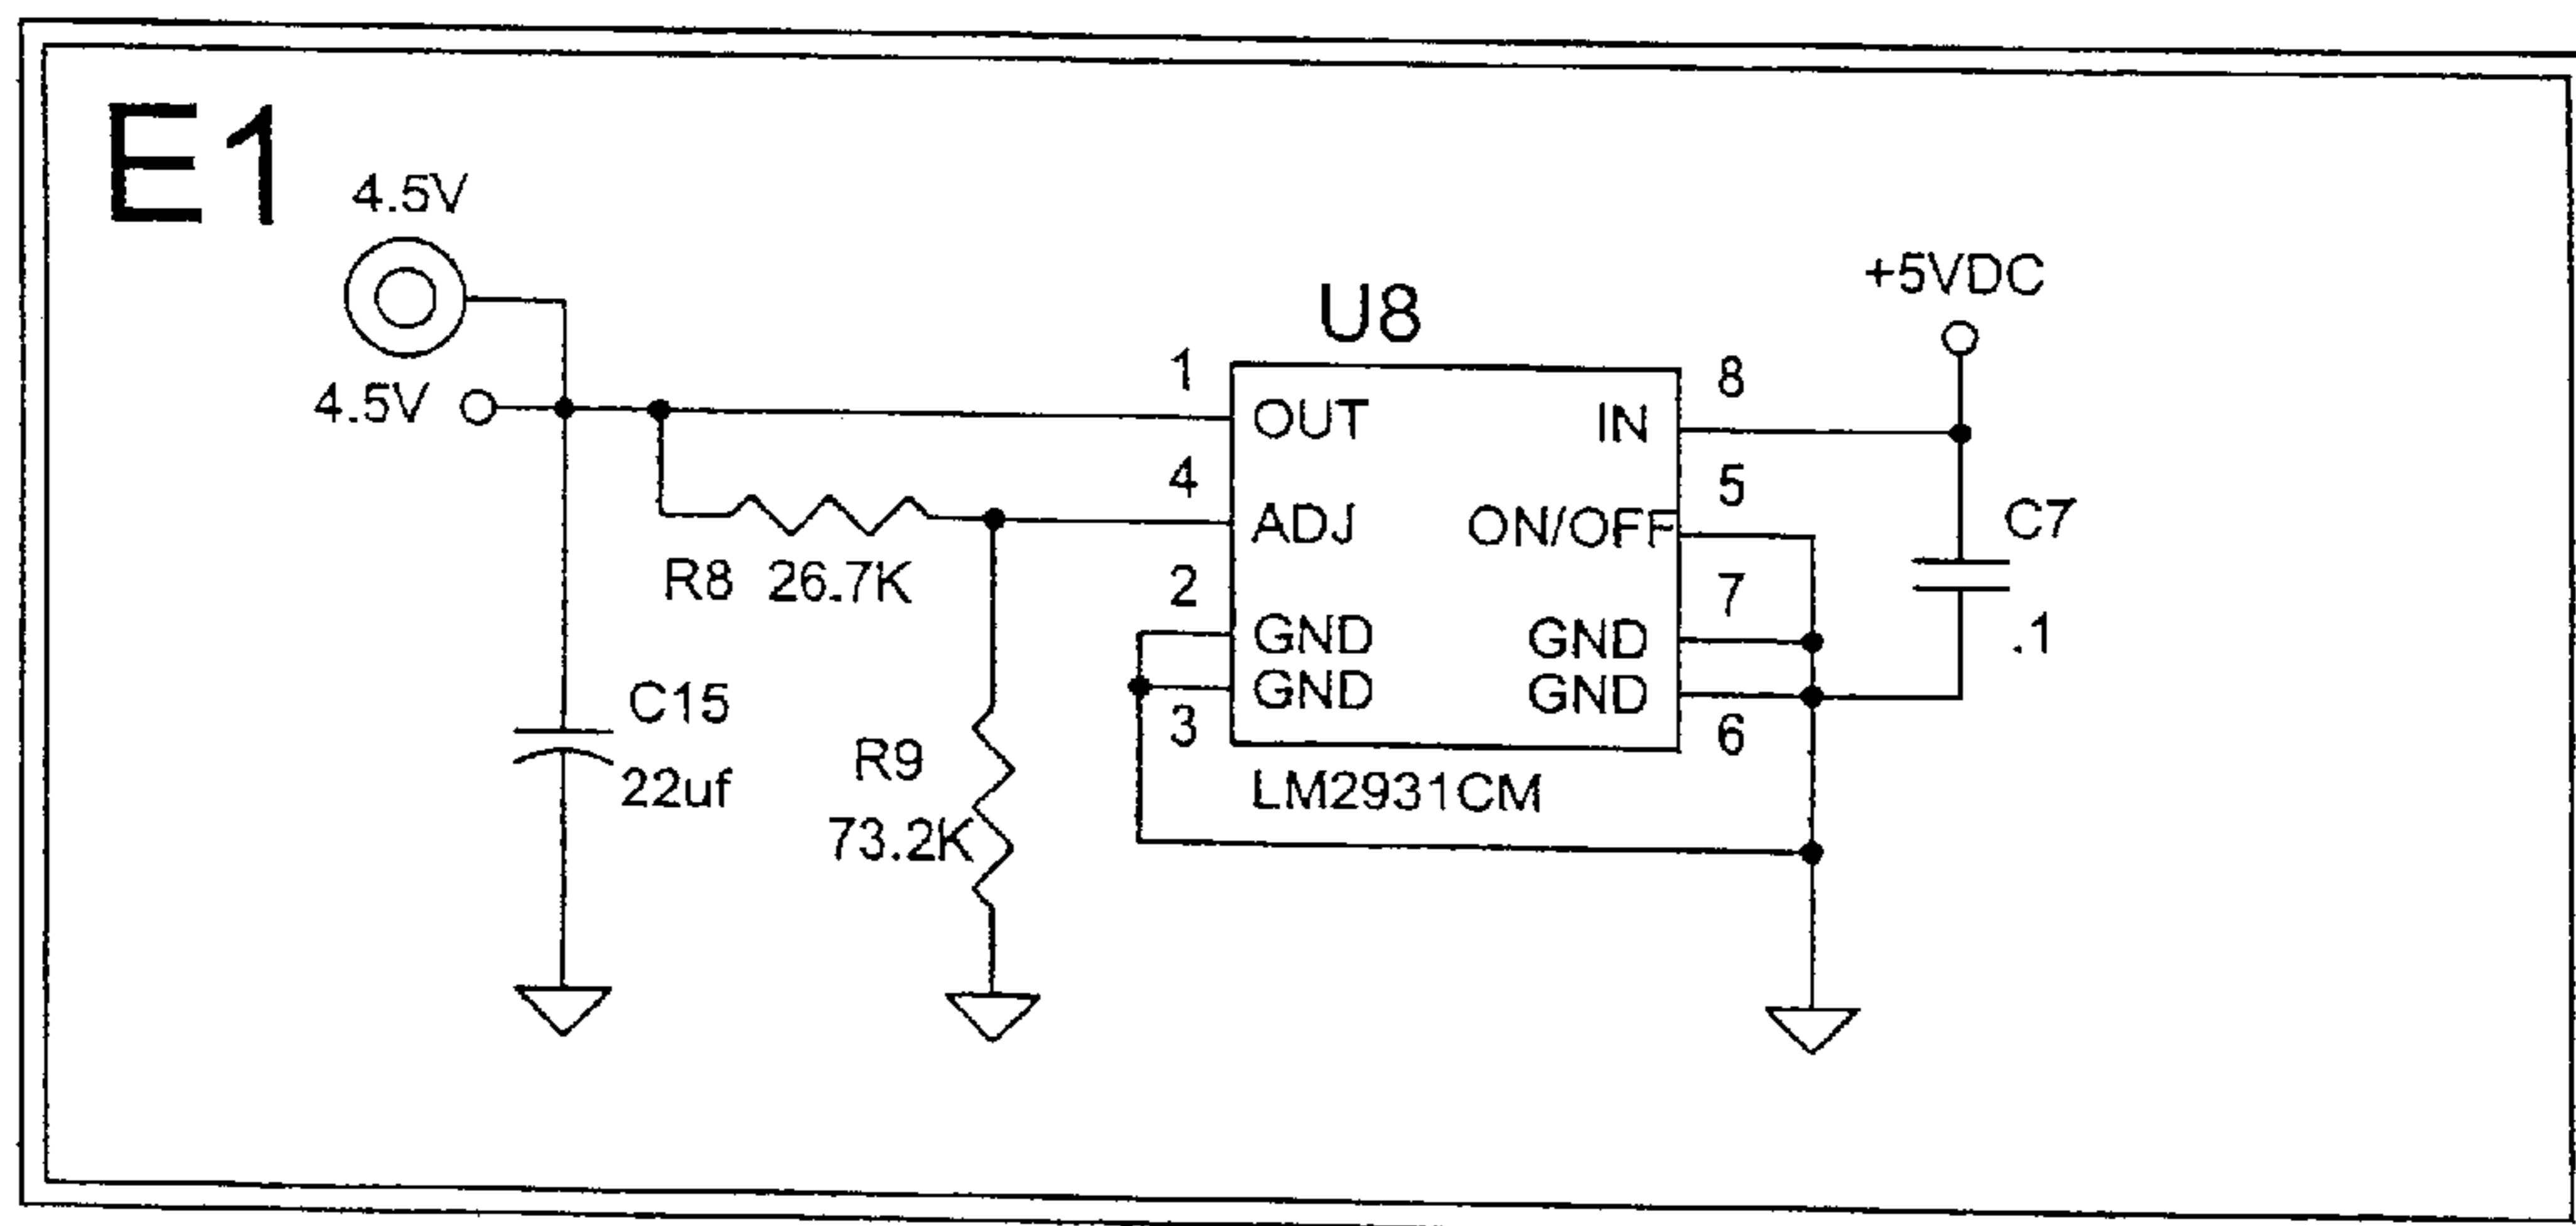 E1
4.5V
4.5V
U8
+5VDC
1
8
OUT
IN
4
5
ADJ
ON/OFF
C7
R8 26.7K
2
7
.1
GND
GND
GND
GND
C15
3
6
22uf
R9
73.2K
LM2931CM